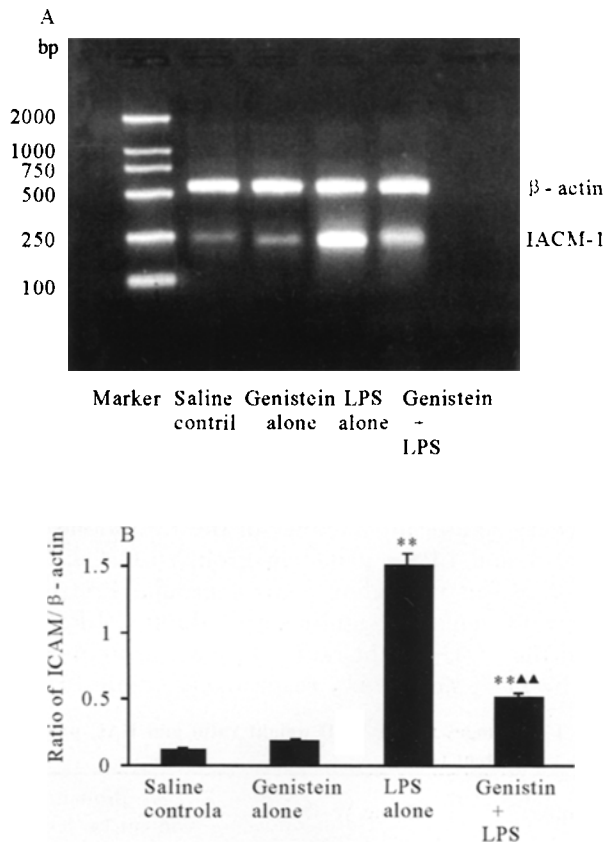 A
bp
2000
1000
750
500
250
100
β - actin
IACM-1
Marker Saline Genistein LPS Genistein
contril alone alone -
LPS
B
**
**▲▲
Ratio of ICAM/β - actin
1.5
1
0.5
0
Saline Genistein LPS Genistin
controla alone alone +
LPS